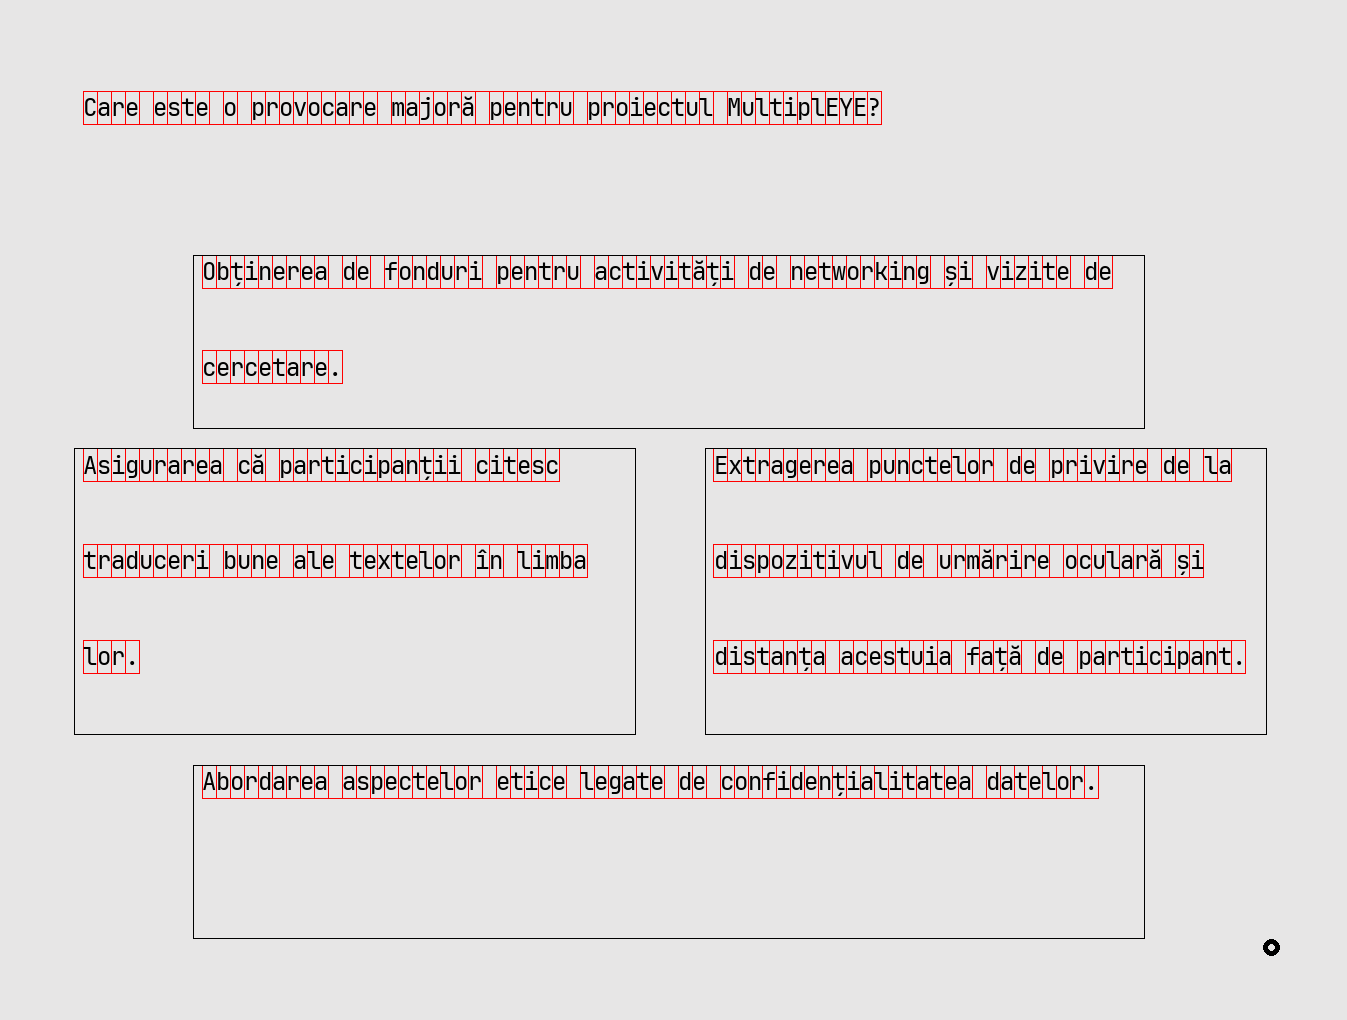 Care este o provocare majoră pentru proiectul MultiplEYE?
Obținerea de fonduri pentru activități de networking și vizite de
cercetare.
Asigurarea că participanții citesc
traduceri bune ale textelor în limba
lor.
Extragerea punctelor de privire de la
dispozitivul de urmărire oculară și
distanța acestuia față de participant.
Abordarea aspectelor etice legate de confidențialitatea datelor.